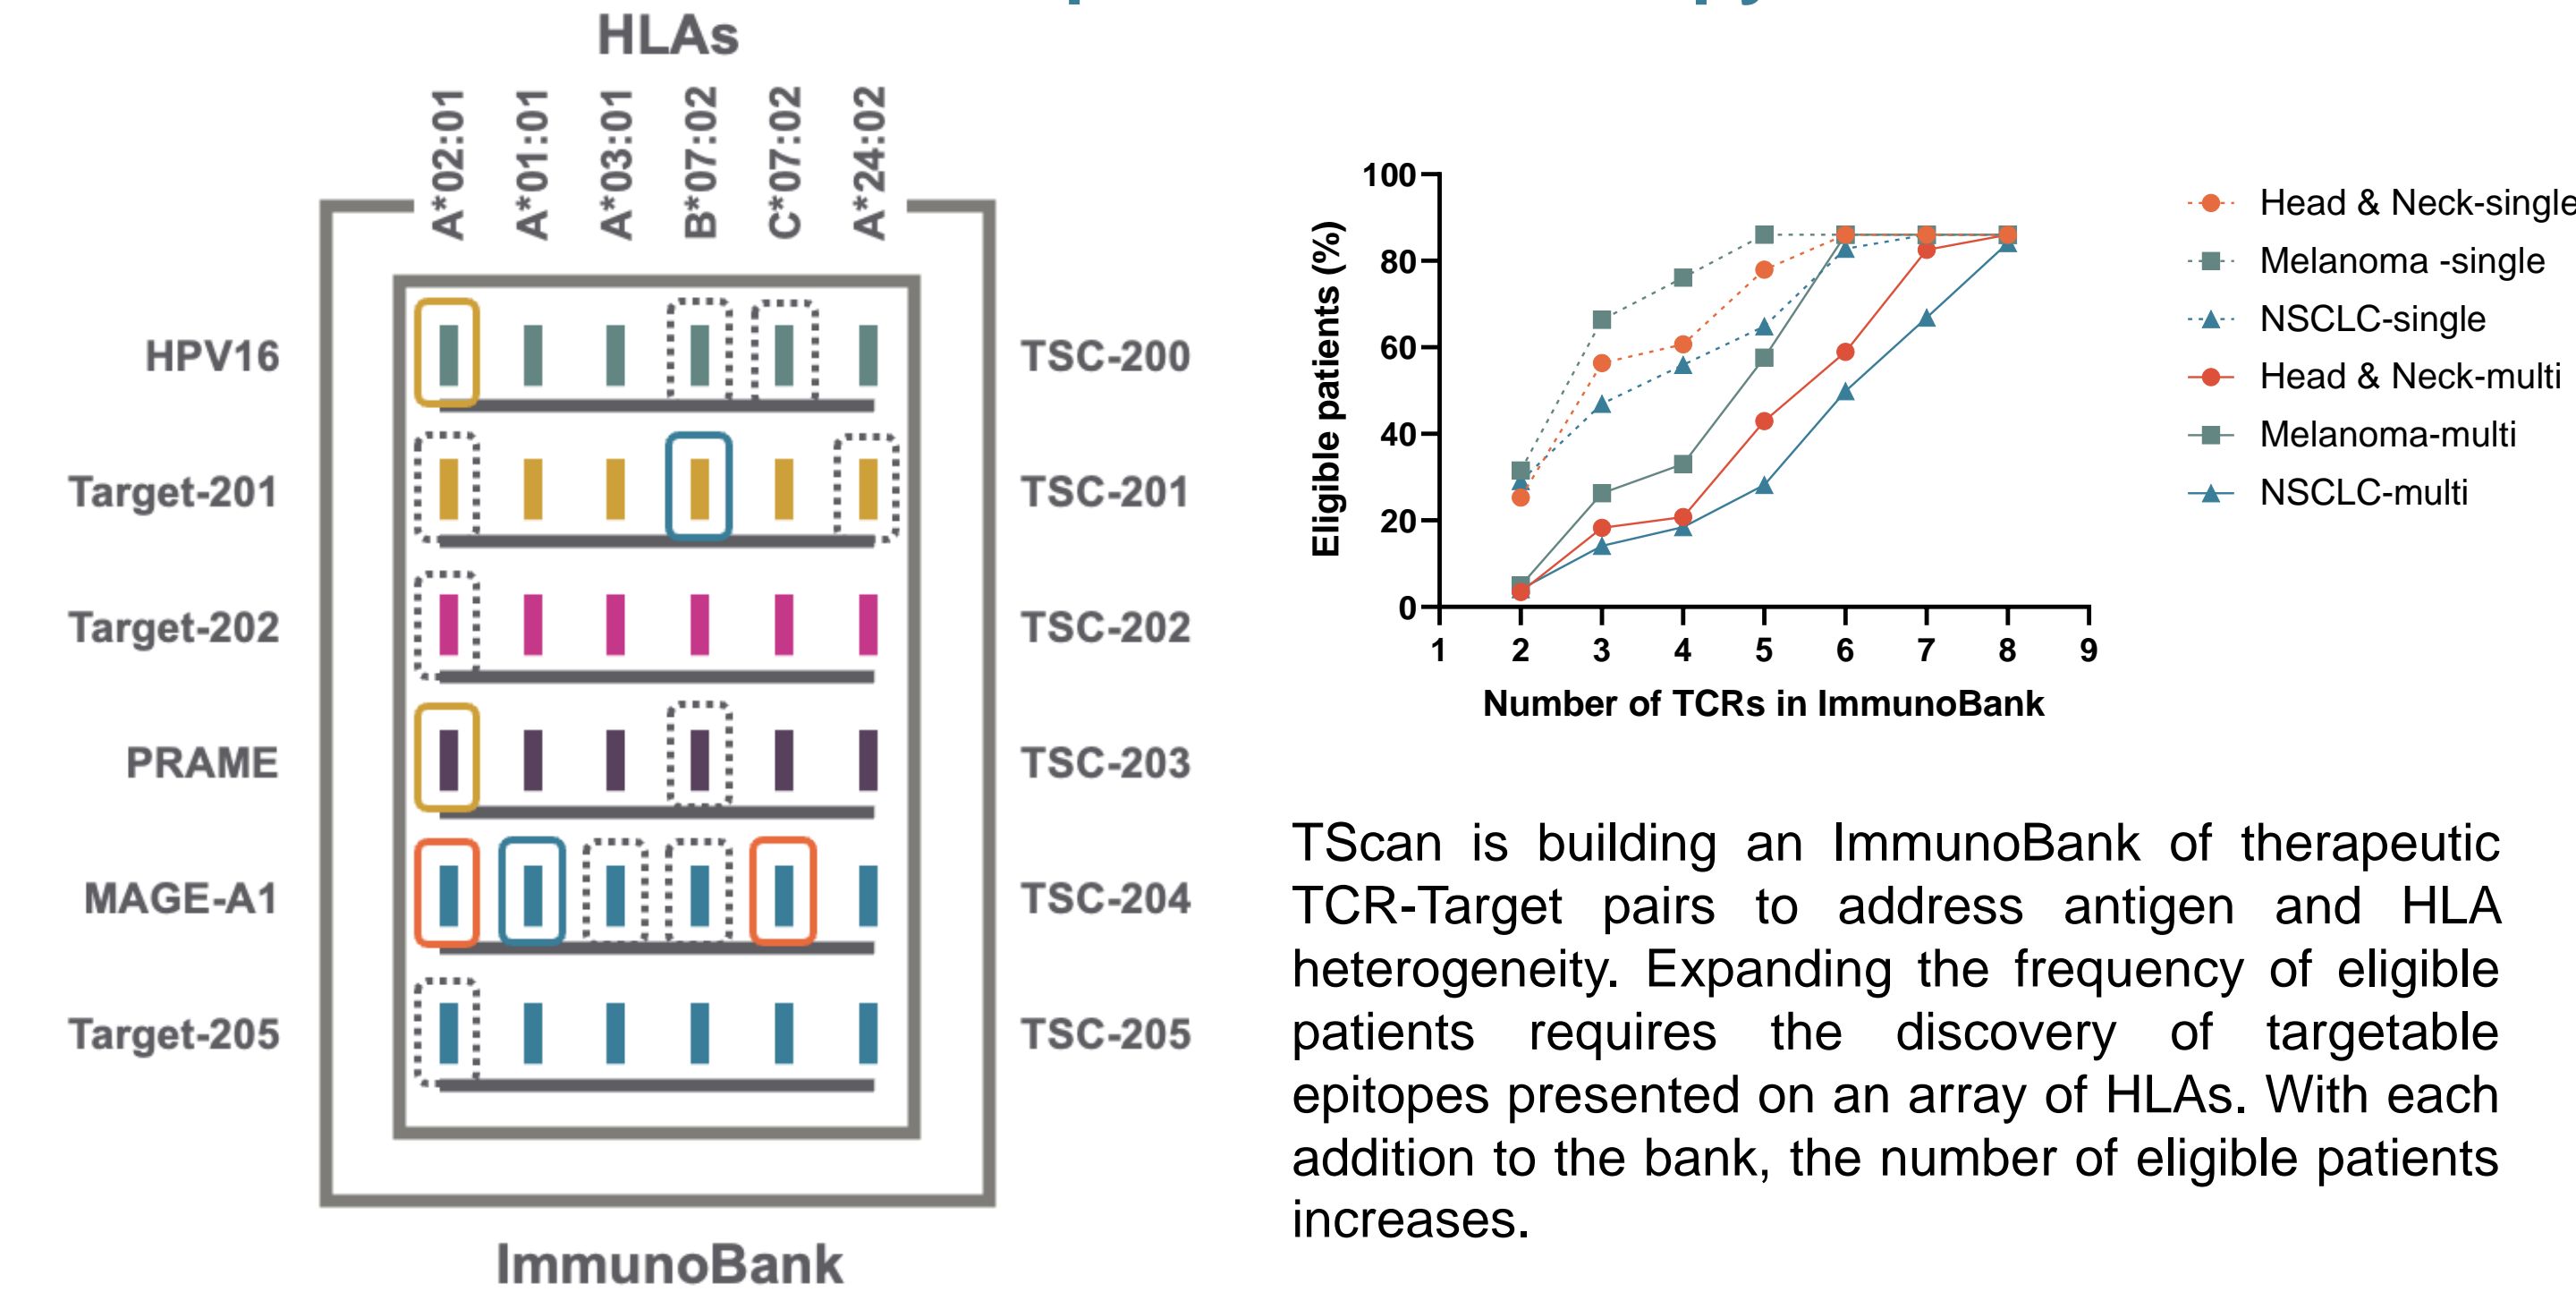 HLAs
A*02:01
A*01:01
A*03:01
B*07:02
C*07:02
A*24:02
HPV16
TSC-200
Target-201
TSC-201
Target-202
TSC-202
PRAME
TSC-203
MAGE-A1
TSC-204
Target-205
TSC-205
ImmunoBank
Eligible patients (%)
100
80
60
40
20
0
1 2 3 4 5 6 7 8 9
Number of TCRs in ImmunoBank
Head & Neck-single
Melanoma -single
NSCLC-single
Head & Neck-multi
Melanoma-multi
NSCLC-multi
TScan is building an ImmunoBank of therapeutic
TCR-Target pairs to address antigen and HLA
heterogeneity. Expanding the frequency of eligible
patients requires the discovery of targetable
epitopes presented on an array of HLAs. With each
addition to the bank, the number of eligible patients
increases.